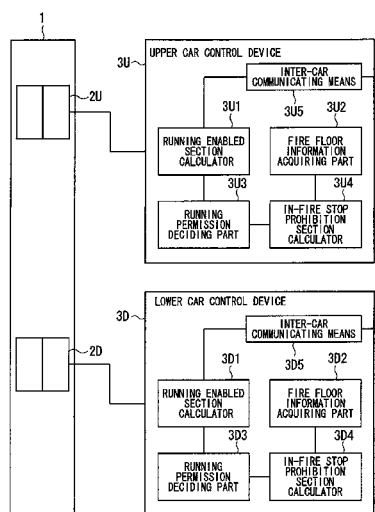 1
2U
3U
UPPER CAR CONTROL DEVICE
INTER-CAR
COMMUNICATING MEANS
3U5
3U1
RUNNING ENABLED
SECTION
CALCULATOR
3U2
FIRE FLOOR
INFORMATION
ACQUIRING PART
3U3
RUNNING
PERMISSION
DECIDING PART
3U4
IN-FIRE STOP
PROHIBITION
SECTION
CALCULATOR
2D
3D
LOWER CAR CONTROL DEVICE
INTER-CAR
COMMUNICATING MEANS
3D5
3D1
RUNNING ENABLED
SECTION
CALCULATOR
3D2
FIRE FLOOR
INFORMATION
ACQUIRING PART
3D3
RUNNING
PERMISSION
DECIDING PART
3D4
IN-FIRE STOP
PROHIBITION
SECTION
CALCULATOR